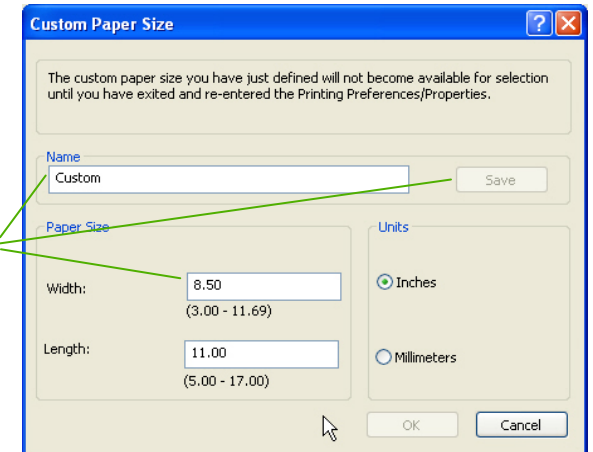 Custom Paper Size
The custom paper size you have just defined will not become available for selection
until you have exited and re-entered the Printing Preferences/Properties.
Name
Custom
Save
Paper Size
Width:
8.50
(3.00 - 11.69)
Length:
11.00
(5.00 - 17.00)
Units
Inches
Millimeters
OK
Cancel